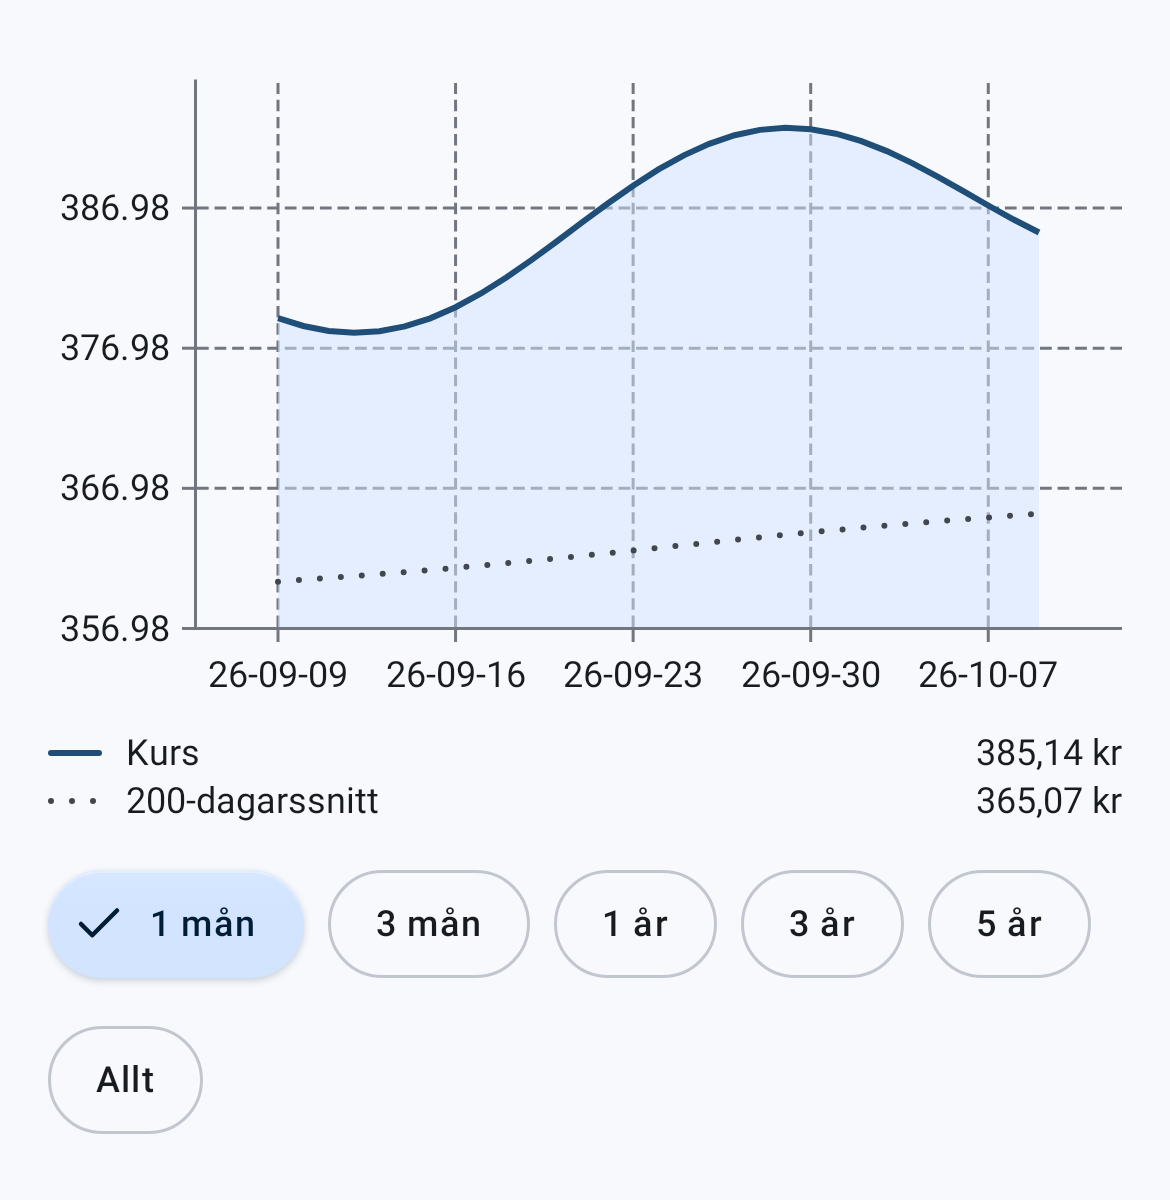 386.98
376.98
366.98
356.98
26-09-09 26-09-16 26-09-23 26-09-30 26-10-07
Kurs 385,14 kr
200-dagarssnitt 365,07 kr
1 mån 3 mån 1 år 3 år 5 år
Allt